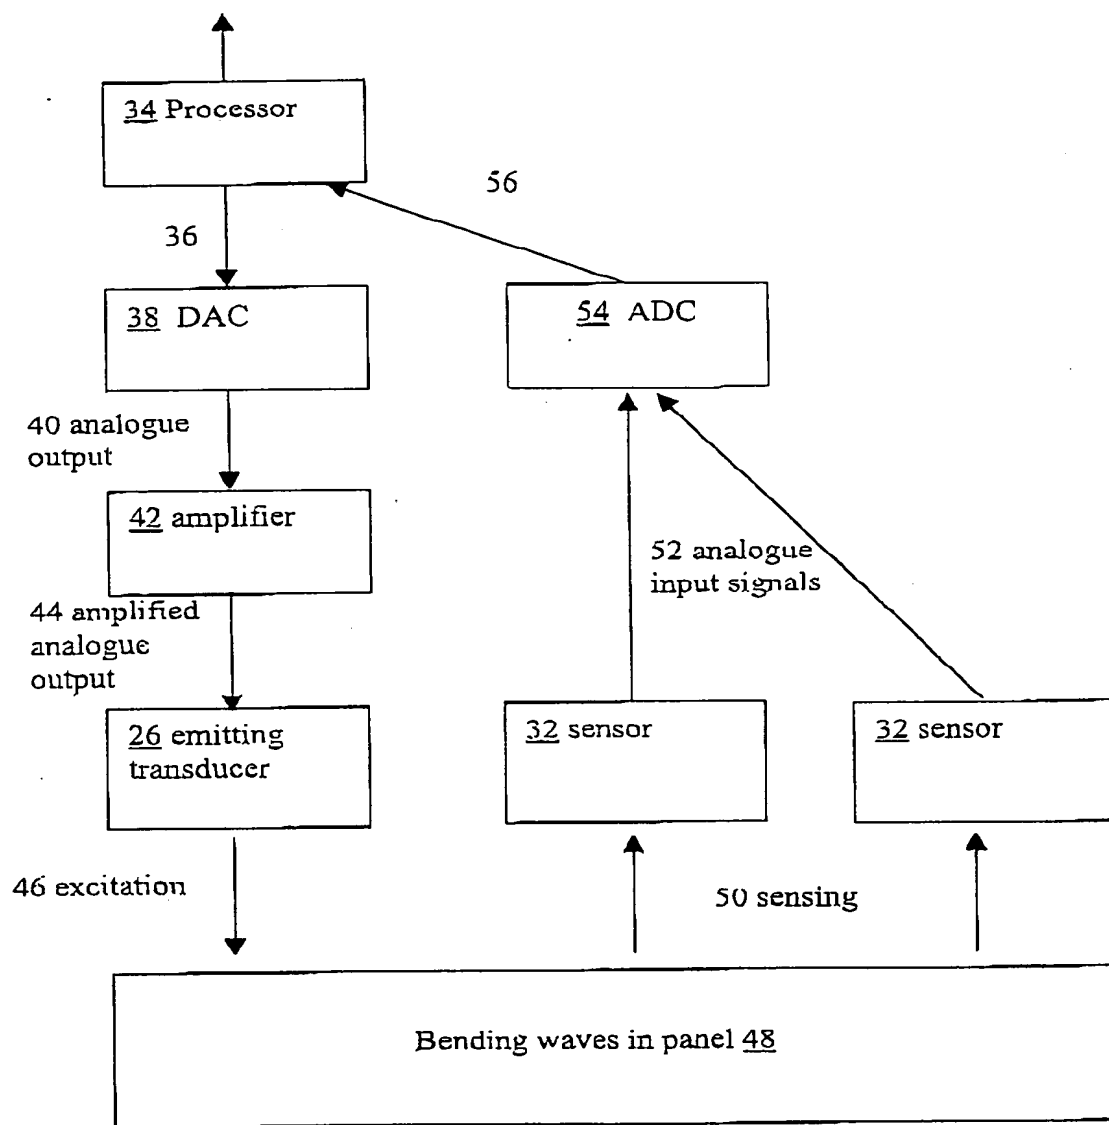 34 Processor
56
36
38 DAC
54 ADC
40 analogue
output
42 amplifier
52 analogue
input signals
44 amplified
analogue
output
26 emitting
transducer
32 sensor
32 sensor
46 excitation
50 sensing
Bending waves in panel 48